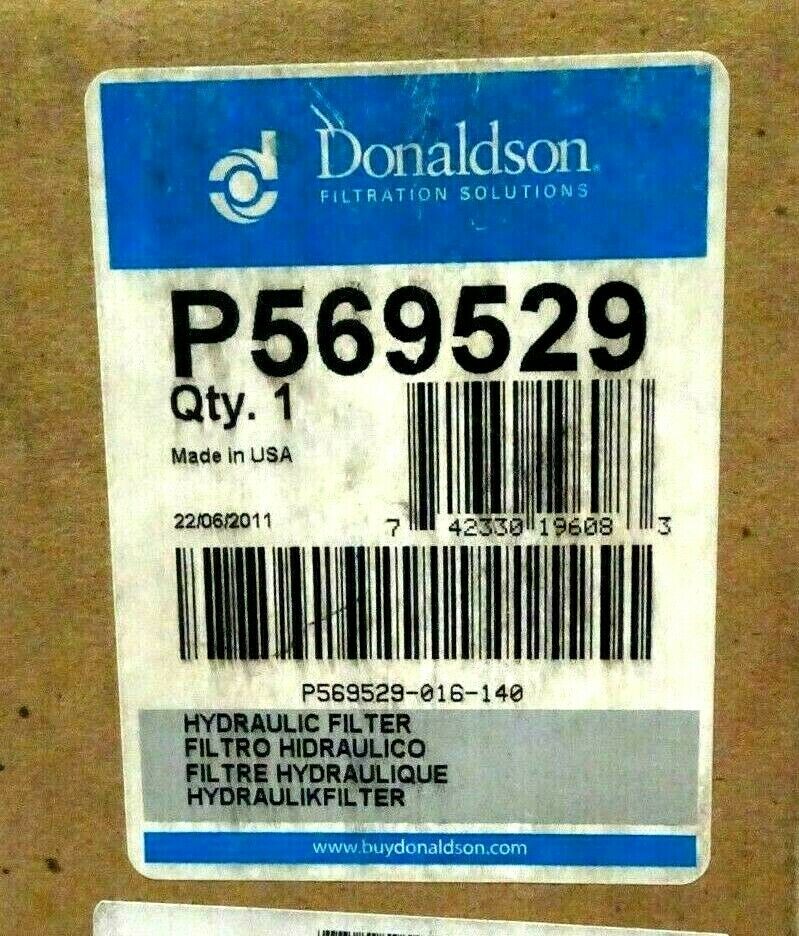 Donaldson®
FILTRATION SOLUTIONS
P569529
Qty. 1
Made in USA
22/06/2011
7 42330 19608 3
P569529-016-140
HYDRAULIC FILTER
FILTRO HIDRAULICO
FILTRE HYDRAULIQUE
HYDRAULIKFILTER
www.buydonaldson.com